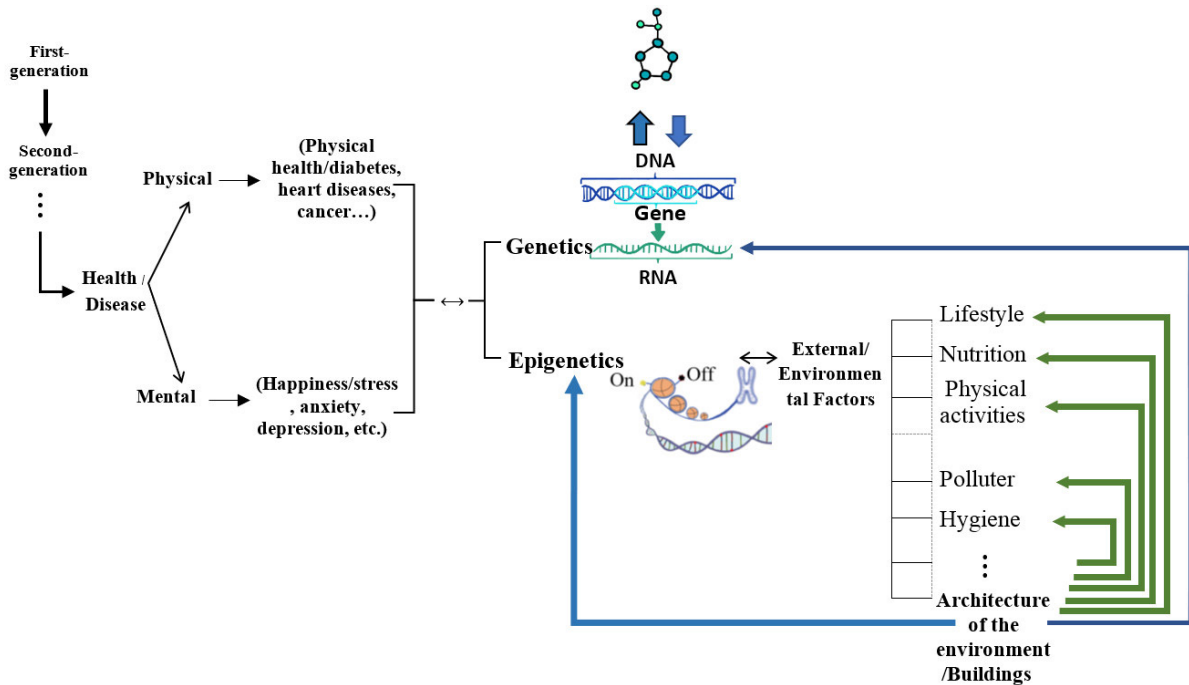 First-
generation
Second-
generation
Physical
(Physical
health/diabetes,
heart diseases,
cancer…)
Health /
Disease
Mental
(Happiness/stress
, anxiety,
depression, etc.)
DNA
Gene
Genetics
RNA
Epigenetics
On
Off
External/
Environmen
tal Factors
Lifestyle
Nutrition
Physical
activities
Polluter
Hygiene
Architecture
of the
environment
/Buildings